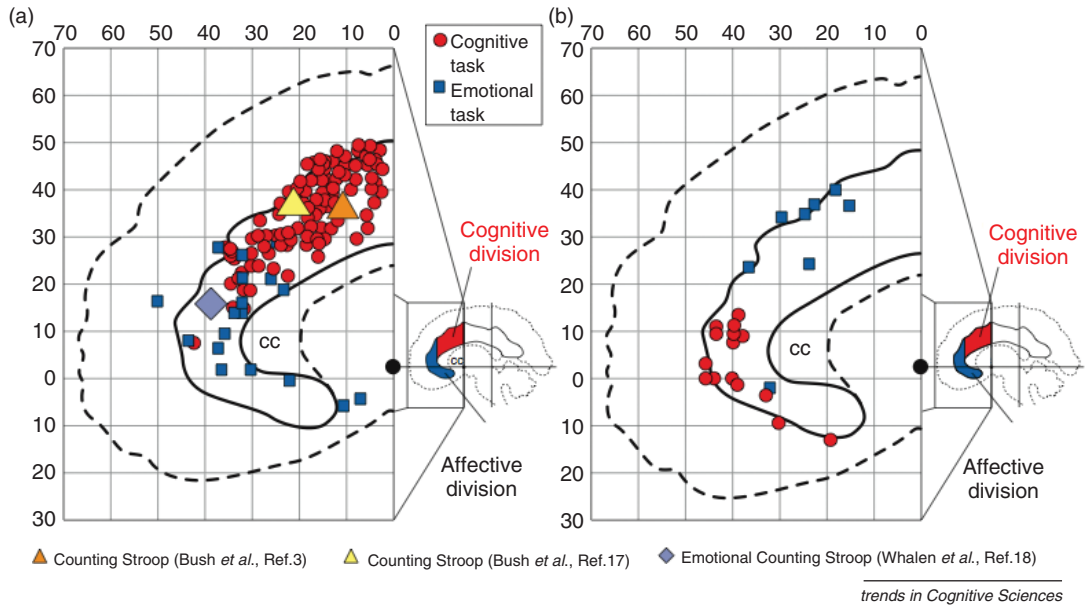 (a)
70 60 50 40 30 20 10 0
70
60
50
40
30
20
10
0
10
20
30
Cognitive
task
Emotional
task
cc
Cognitive
division
cc
Affective
division
(b)
70 60 50 40 30 20 10 0
70
60
50
40
30
20
10
0
10
20
30
cc
Cognitive
division
cc
Affective
division
Counting Stroop (Bush et al., Ref.3)
Counting Stroop (Bush et al., Ref.17)
Emotional Counting Stroop (Whalen et al., Ref.18)
trends in Cognitive Sciences